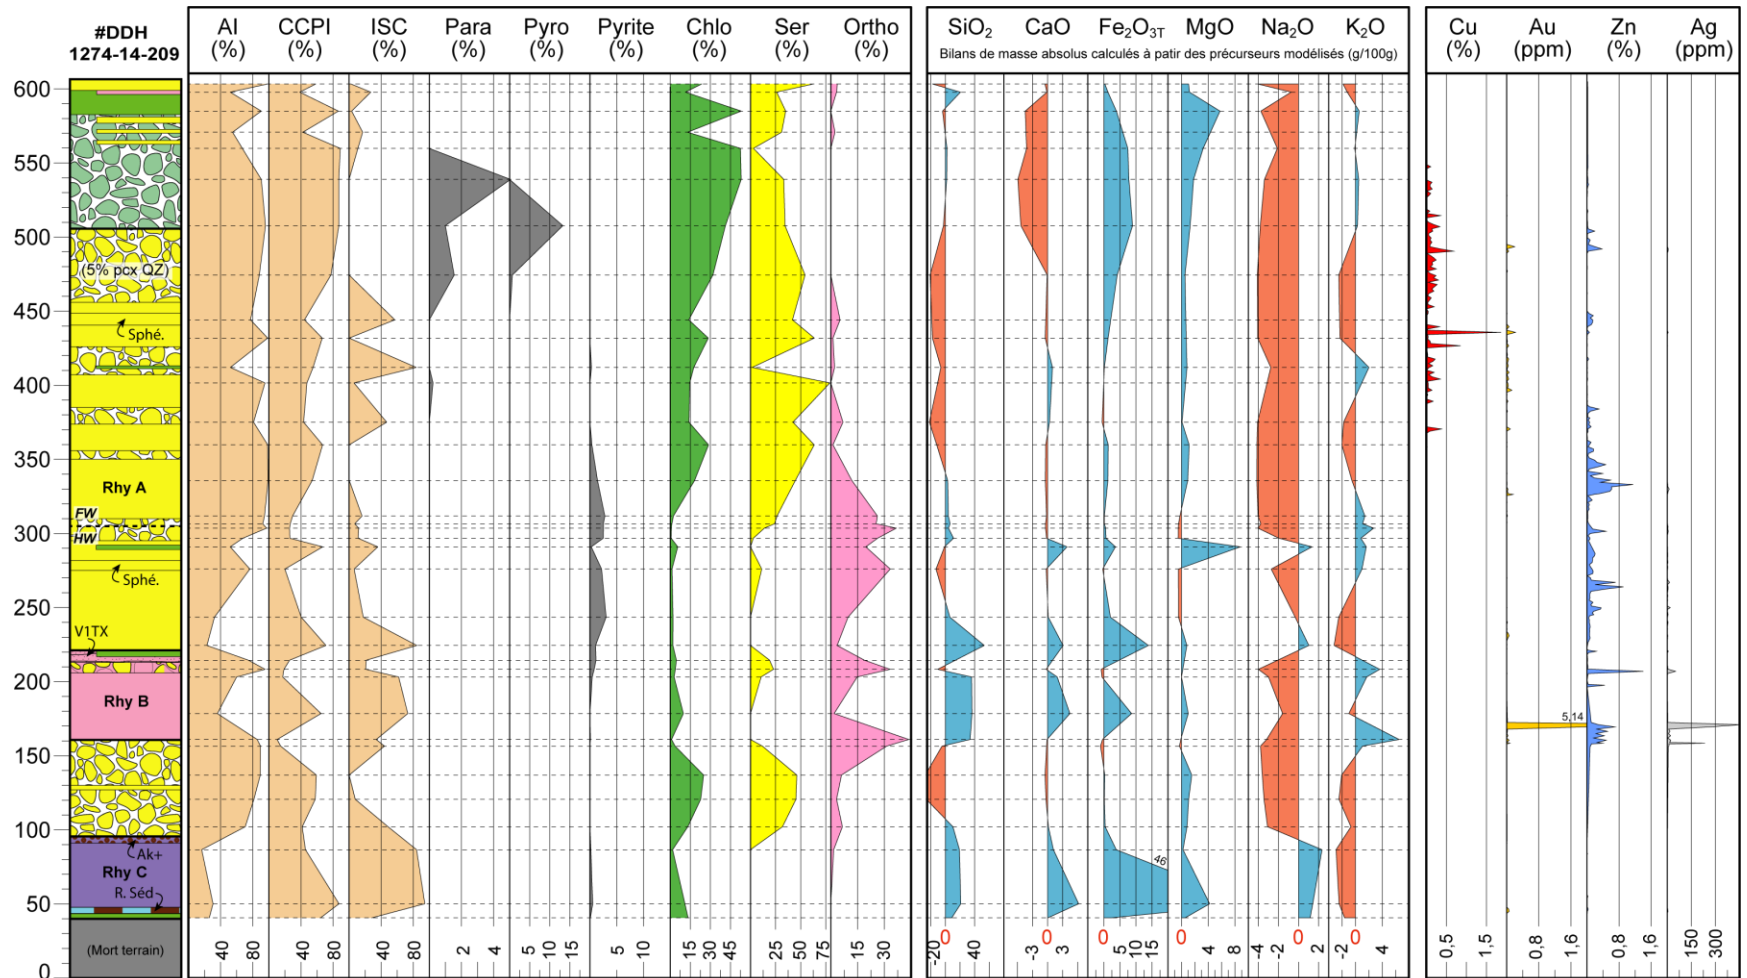 #DDH
1274-14-209
AI
(%)
CCPI
(%)
ISC
(%)
Para
(%)
Pyro
(%)
Pyrite
(%)
Chlo
(%)
Ser
(%)
Ortho
(%)
SiO₂
CaO
Fe₂O₃T
MgO
Na₂O
K₂O
Bilans de masse absolus calculés à patir des précurseurs modélisés (g/100g)
Cu
(%)
Au
(ppm)
Zn
(%)
Ag
(ppm)
600
550
500
(5% pcx QZ)
450
Sphé.
400
350
Rhy A
FW
300
HW
Sphé.
250
V1TX
200
Rhy B
5,14
150
100
Ak+
46
Rhy C
R. Séd
50
(Mort terrain)
0
40 80
40 80
40 80
2 4
5 10 15
5 10
15 30 45
25 50 75
15 30
-20 0 40
-3 0 3
0 5 10 15
0 4 8
-4 -2 0 2
-2 0 4
0,5 1,5
0,8 1,6
0,8 1,6
150 300